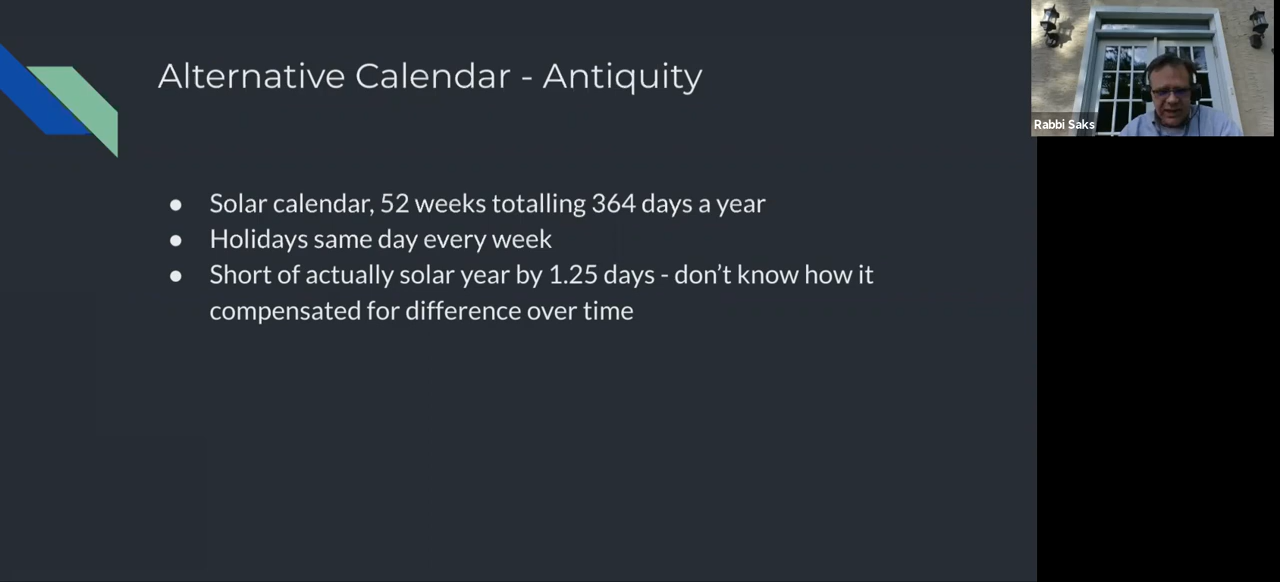 Alternative Calendar - Antiquity
Rabbi Saks
● Solar calendar, 52 weeks totalling 364 days a year
● Holidays same day every week
● Short of actually solar year by 1.25 days - don’t know how it
compensated for difference over time